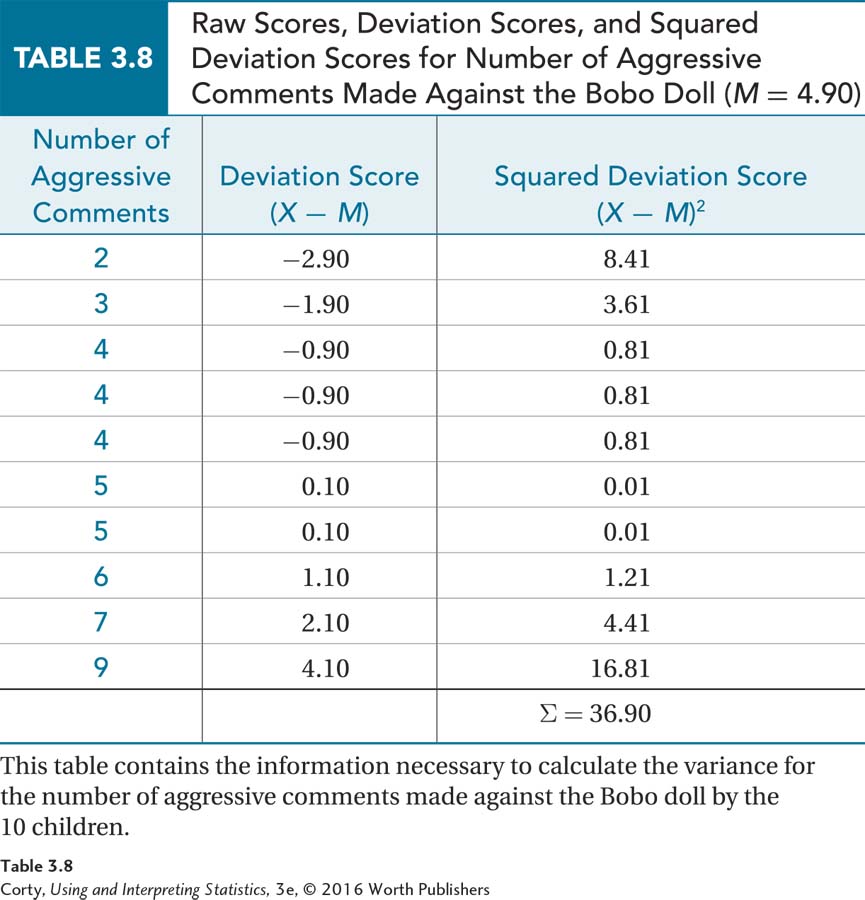 TABLE 3.8
Raw Scores, Deviation Scores, and Squared
Deviation Scores for Number of Aggressive
Comments Made Against the Bobo Doll (M = 4.90)
Number of
Aggressive
Comments
Deviation Score
(X − M)
Squared Deviation Score
(X − M)²
2 −2.90 8.41
3 −1.90 3.61
4 −0.90 0.81
4 −0.90 0.81
4 −0.90 0.81
5 0.10 0.01
5 0.10 0.01
6 1.10 1.21
7 2.10 4.41
9 4.10 16.81
Σ = 36.90
This table contains the information necessary to calculate the variance for
the number of aggressive comments made against the Bobo doll by the
10 children.
Table 3.8
Corty, Using and Interpreting Statistics, 3e, © 2016 Worth Publishers